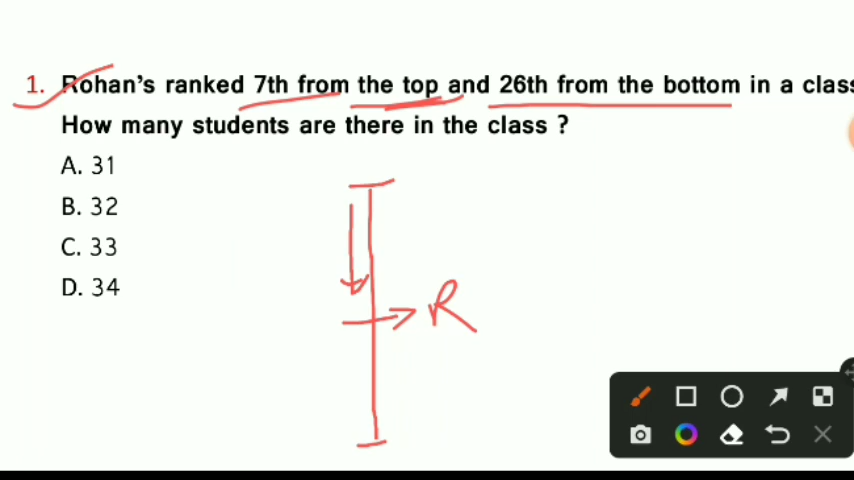 1. Rohan's ranked 7th from the top and 26th from the bottom in a class
How many students are there in the class ?
A. 31
B. 32
C. 33
D. 34
R